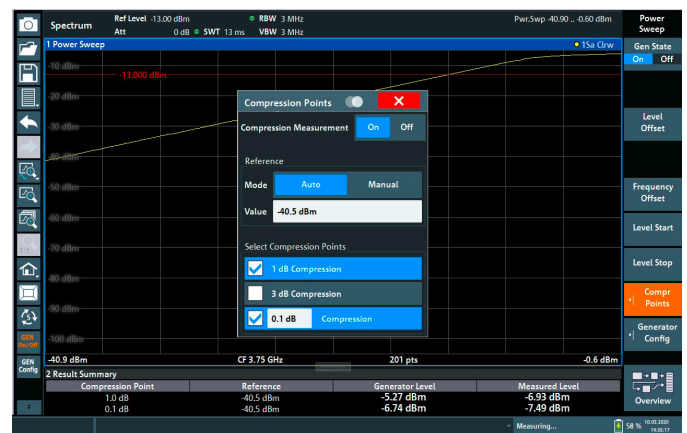 Spectrum
Ref Level -13.00 dBm
RBW 3 MHz
Pwr.Swp -40.90 .. -0.60 dBm
Att 0 dB SWT 13 ms VBW 3 MHz
1 Power Sweep
1Sa Clrw
-10 dBm
-13.000 dBm
-20 dBm
-30 dBm
-40 dBm
-50 dBm
-60 dBm
-70 dBm
-80 dBm
-90 dBm
-100 dBm
-40.9 dBm
CF 3.75 GHz
201 pts
-0.6 dBm
Compression Points
Compression Measurement On Off
Reference
Mode Auto Manual
Value -40.5 dBm
Select Compression Points
1 dB Compression
3 dB Compression
0.1 dB Compression
2 Result Summary
Compression Point Reference Generator Level Measured Level
1.0 dB -40.5 dBm -5.27 dBm -6.93 dBm
0.1 dB -40.5 dBm -6.74 dBm -7.49 dBm
Measuring...
58 %
10.03.2020
14:55:17
Power
Sweep
Gen State
On Off
Level
Offset
Frequency
Offset
Level Start
Level Stop
Compr
Points
Generator
Config
Overview
1/1
GEN
On/Off
GEN
Config